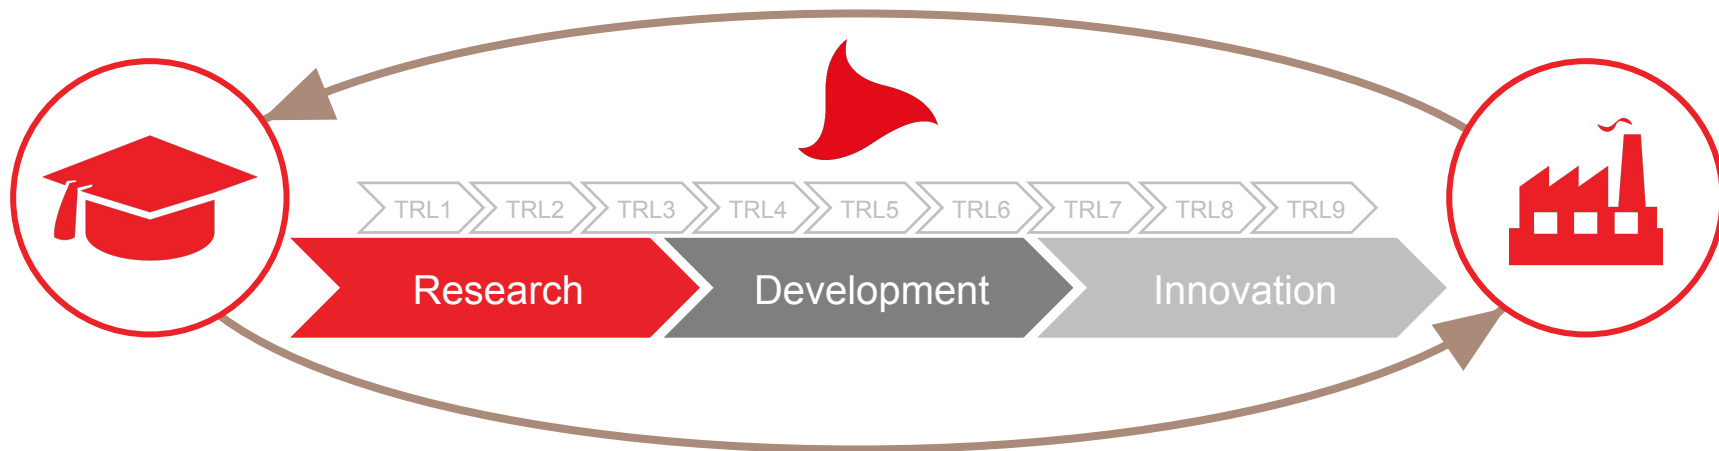 TRL1 TRL2 TRL3 TRL4 TRL5 TRL6 TRL7 TRL8 TRL9
Research Development Innovation